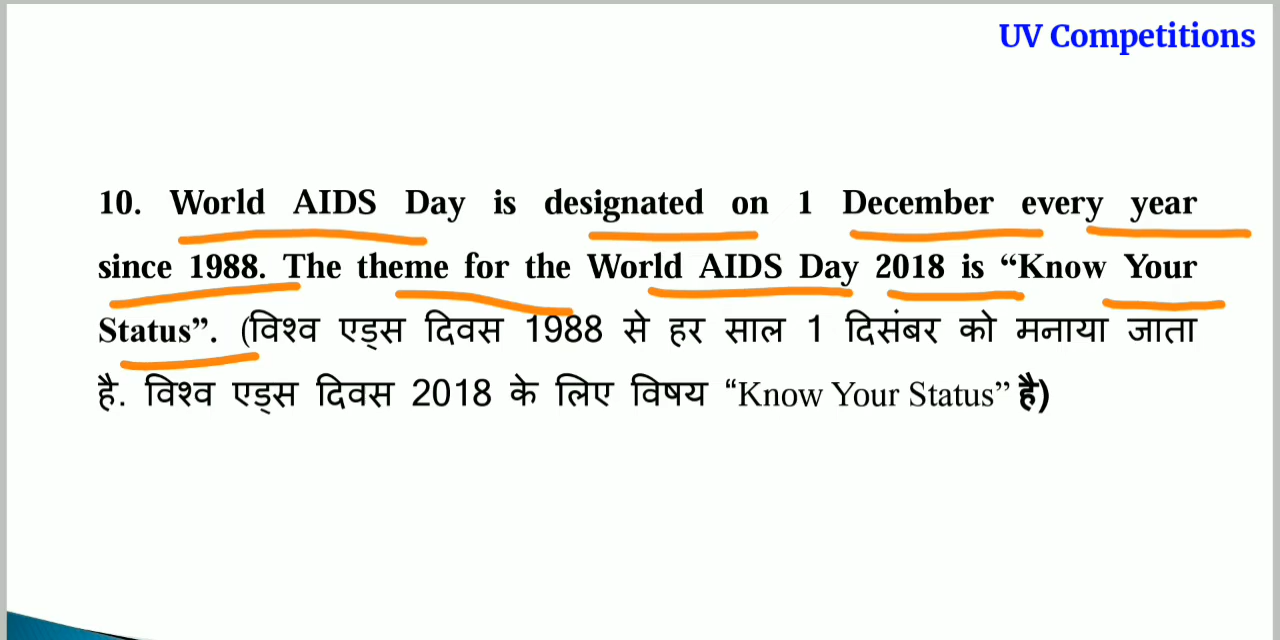 UV Competitions
10. World AIDS Day is designated on 1 December every year
since 1988. The theme for the World AIDS Day 2018 is “Know Your
Status”. (विश्व एड्स दिवस 1988 से हर साल 1 दिसंबर को मनाया जाता
है. विश्व एड्स दिवस 2018 के लिए विषय “Know Your Status” है)